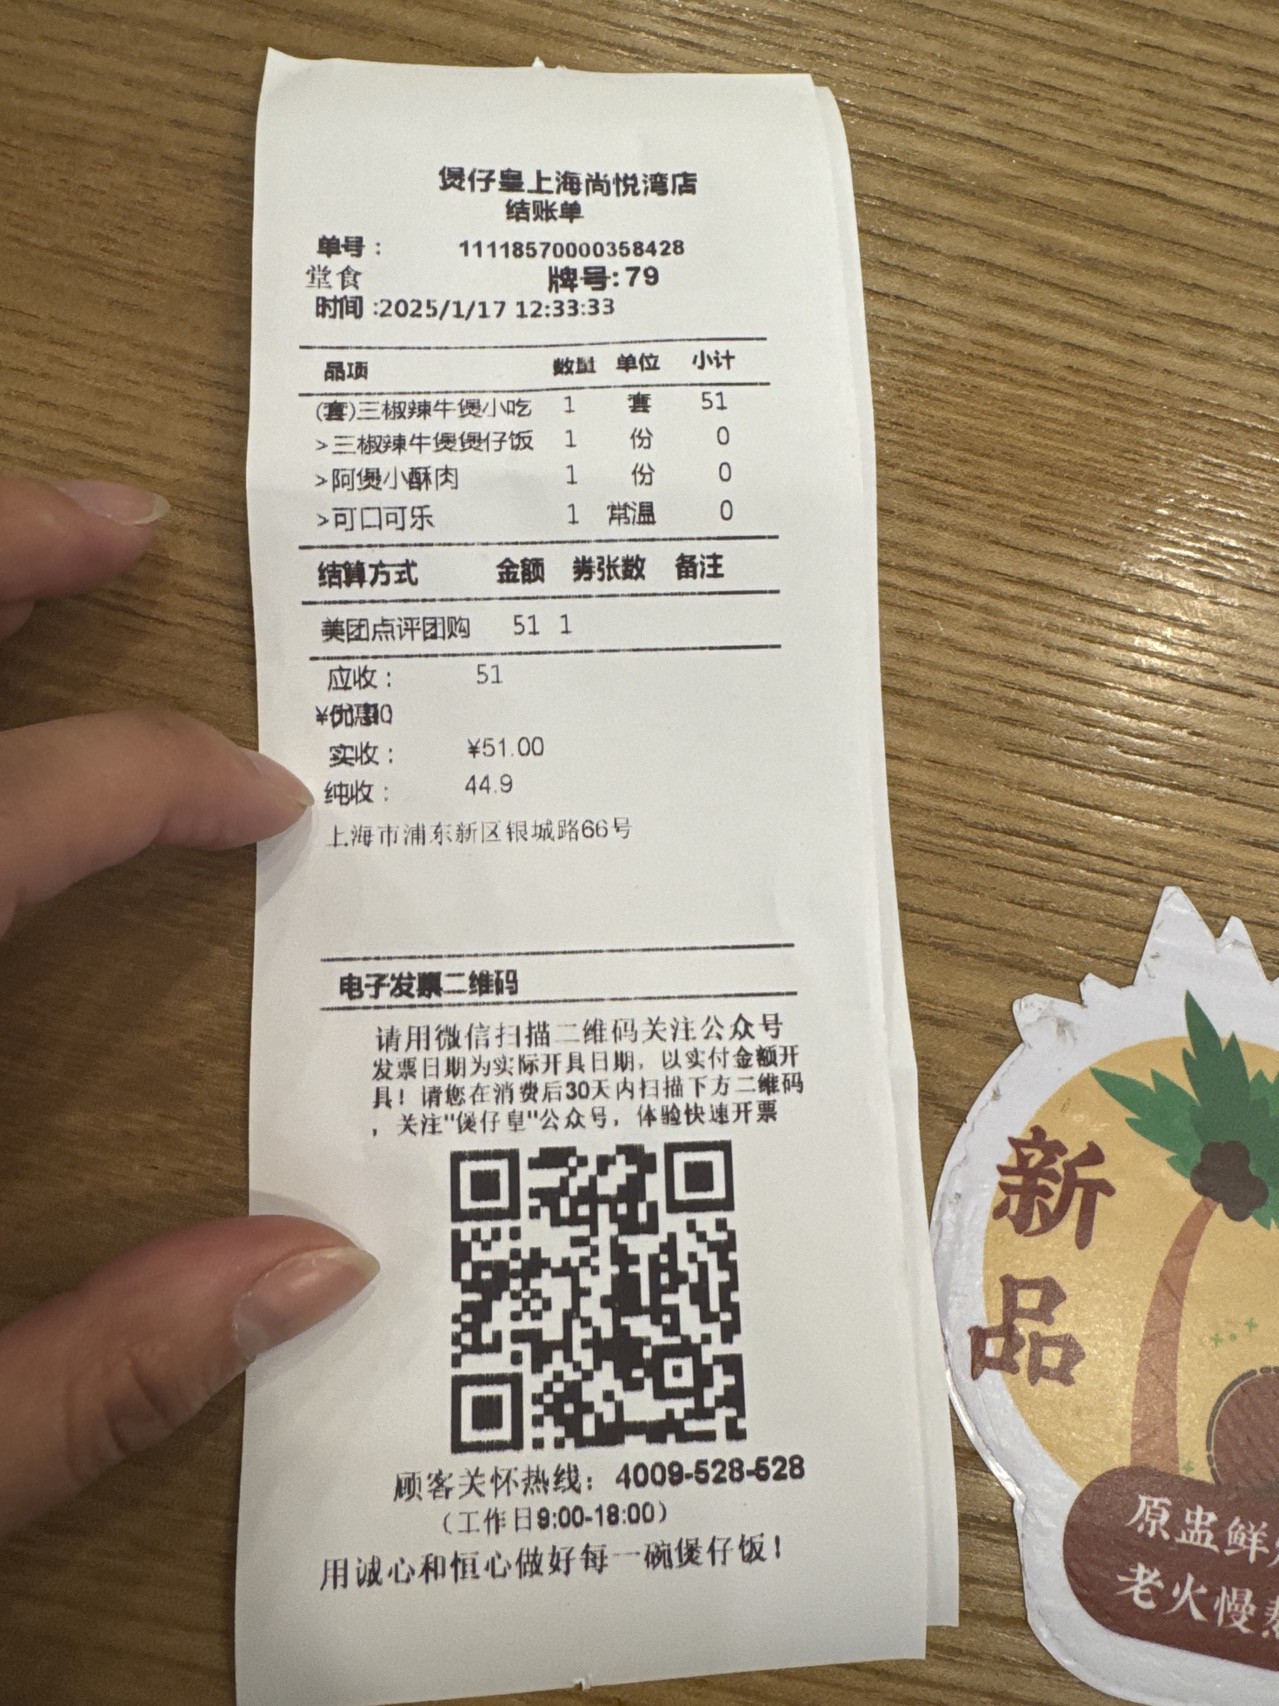 煲仔皇上海尚悦湾店
结账单
单号： 11118570000358428
堂食 牌号:79
时间:2025/1/17 12:33:33
品项 数量 单位 小计
(套)三椒辣牛煲小吃 1 套 51
>三椒辣牛煲煲仔饭 1 份 0
>阿煲小酥肉 1 份 0
>可口可乐 1 常温 0
结算方式 金额 券张数 备注
美团点评团购 51 1
应收： 51
¥优惠
实收： ¥51.00
纯收： 44.9
上海市浦东新区银城路66号
电子发票二维码
请用微信扫描二维码关注公众号
发票日期为实际开具日期，以实付金额开
具！请您在消费后30天内扫描下方二维码
，关注"煲仔皇"公众号，体验快速开票
顾客关怀热线：4009-528-528
（工作日9:00-18:00）
用诚心和恒心做好每一碗煲仔饭！
新
品
原盅鲜
老火慢